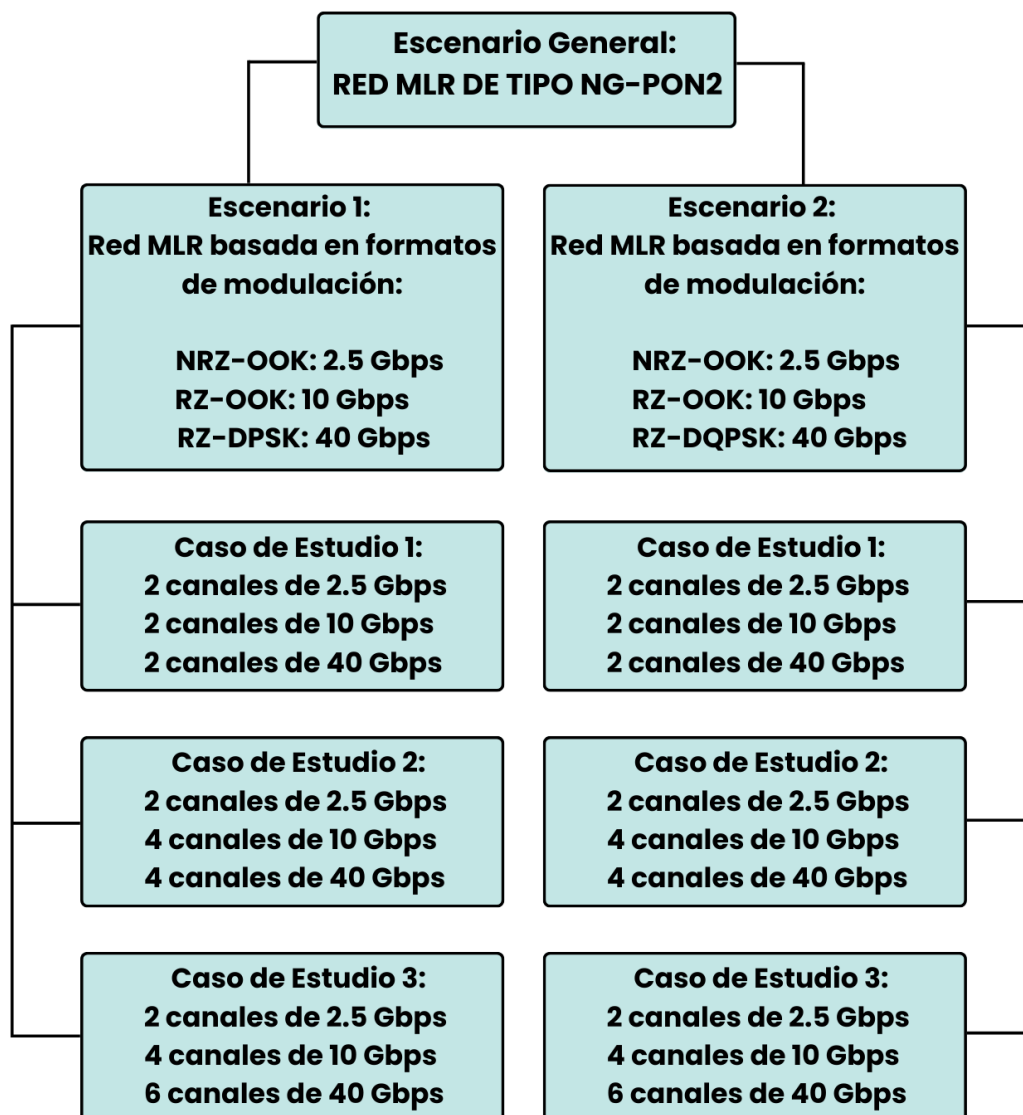 Escenario General:
RED MLR DE TIPO NG-PON2
Escenario 1:
Red MLR basada en formatos
de modulación:
NRZ-OOK: 2.5 Gbps
RZ-OOK: 10 Gbps
RZ-DPSK: 40 Gbps
Escenario 2:
Red MLR basada en formatos
de modulación:
NRZ-OOK: 2.5 Gbps
RZ-OOK: 10 Gbps
RZ-DQPSK: 40 Gbps
Caso de Estudio 1:
2 canales de 2.5 Gbps
2 canales de 10 Gbps
2 canales de 40 Gbps
Caso de Estudio 1:
2 canales de 2.5 Gbps
2 canales de 10 Gbps
2 canales de 40 Gbps
Caso de Estudio 2:
2 canales de 2.5 Gbps
4 canales de 10 Gbps
4 canales de 40 Gbps
Caso de Estudio 2:
2 canales de 2.5 Gbps
4 canales de 10 Gbps
4 canales de 40 Gbps
Caso de Estudio 3:
2 canales de 2.5 Gbps
4 canales de 10 Gbps
6 canales de 40 Gbps
Caso de Estudio 3:
2 canales de 2.5 Gbps
4 canales de 10 Gbps
6 canales de 40 Gbps